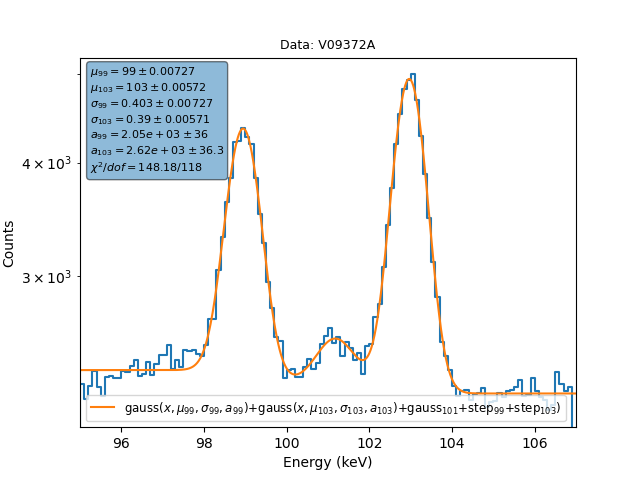 Data: V09372A
μ₉₉ = 99 ± 0.00727
μ₁₀₃ = 103 ± 0.00572
σ₉₉ = 0.403 ± 0.00727
σ₁₀₃ = 0.39 ± 0.00571
a₉₉ = 2.05e + 03 ± 36
a₁₀₃ = 2.62e + 03 ± 36.3
χ²/dof = 148.18/118
4 × 10³
3 × 10³
Counts
gauss(x, μ₉₉, σ₉₉, a₉₉)+gauss(x, μ₁₀₃, σ₁₀₃, a₁₀₃)+gauss₁₀₁+step₉₉+step₁₀₃)
96 98 100 102 104 106
Energy (keV)